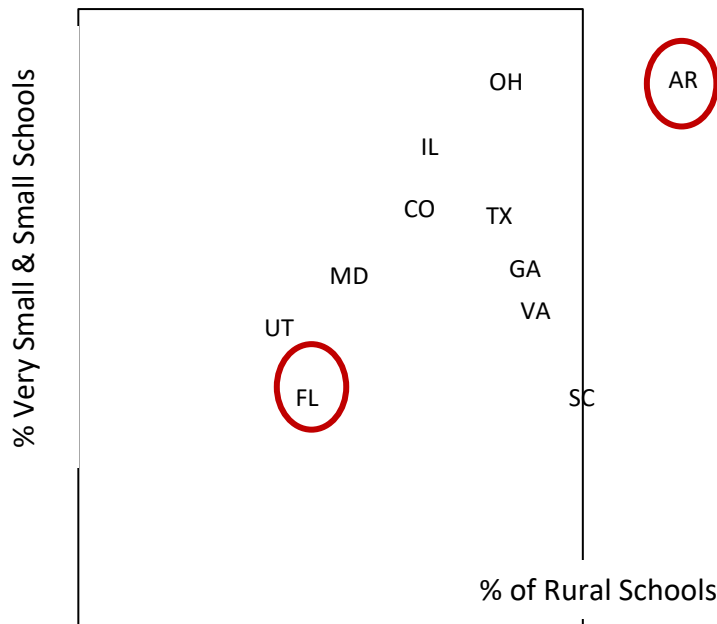 % Very Small & Small Schools
OH
AR
IL
CO
TX
GA
MD
VA
UT
FL
SC
% of Rural Schools